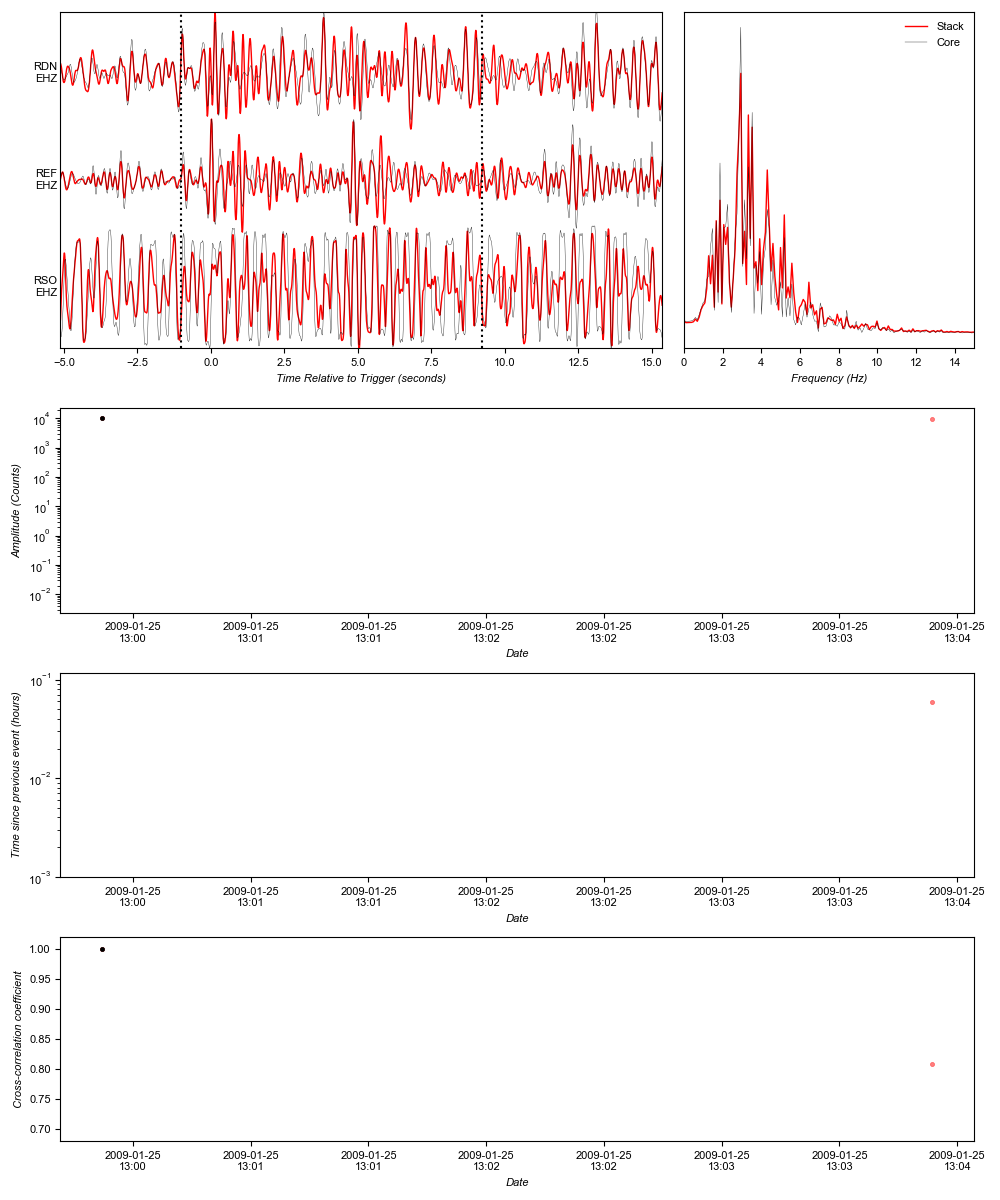 RDN
EHZ
REF
EHZ
RSO
EHZ
−5.0 −2.5 0.0 2.5 5.0 7.5 10.0 12.5 15.0
Time Relative to Trigger (seconds)
Stack
Core
0 2 4 6 8 10 12 14
Frequency (Hz)
Amplitude (Counts)
10⁴
10³
10²
10¹
10⁰
10⁻¹
10⁻²
2009-01-25 2009-01-25 2009-01-25 2009-01-25 2009-01-25 2009-01-25 2009-01-25 2009-01-25
13:00 13:01 13:01 13:02 13:02 13:03 13:03 13:04
Date
Time since previous event (hours)
10⁻¹
10⁻²
10⁻³
2009-01-25 2009-01-25 2009-01-25 2009-01-25 2009-01-25 2009-01-25 2009-01-25 2009-01-25
13:00 13:01 13:01 13:02 13:02 13:03 13:03 13:04
Date
Cross-correlation coefficient
1.00
0.95
0.90
0.85
0.80
0.75
0.70
2009-01-25 2009-01-25 2009-01-25 2009-01-25 2009-01-25 2009-01-25 2009-01-25 2009-01-25
13:00 13:01 13:01 13:02 13:02 13:03 13:03 13:04
Date